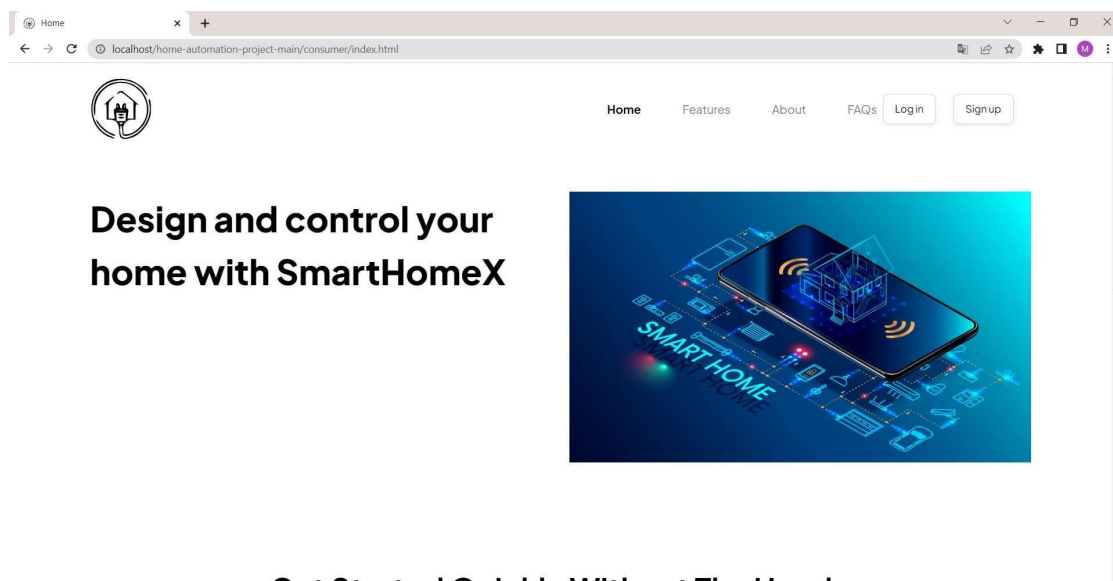 Home
localhost/home-automation-project-main/consumer/index.html
M
Home Features About FAQs Log in Sign up
Design and control your
home with SmartHomeX
SMART HOME